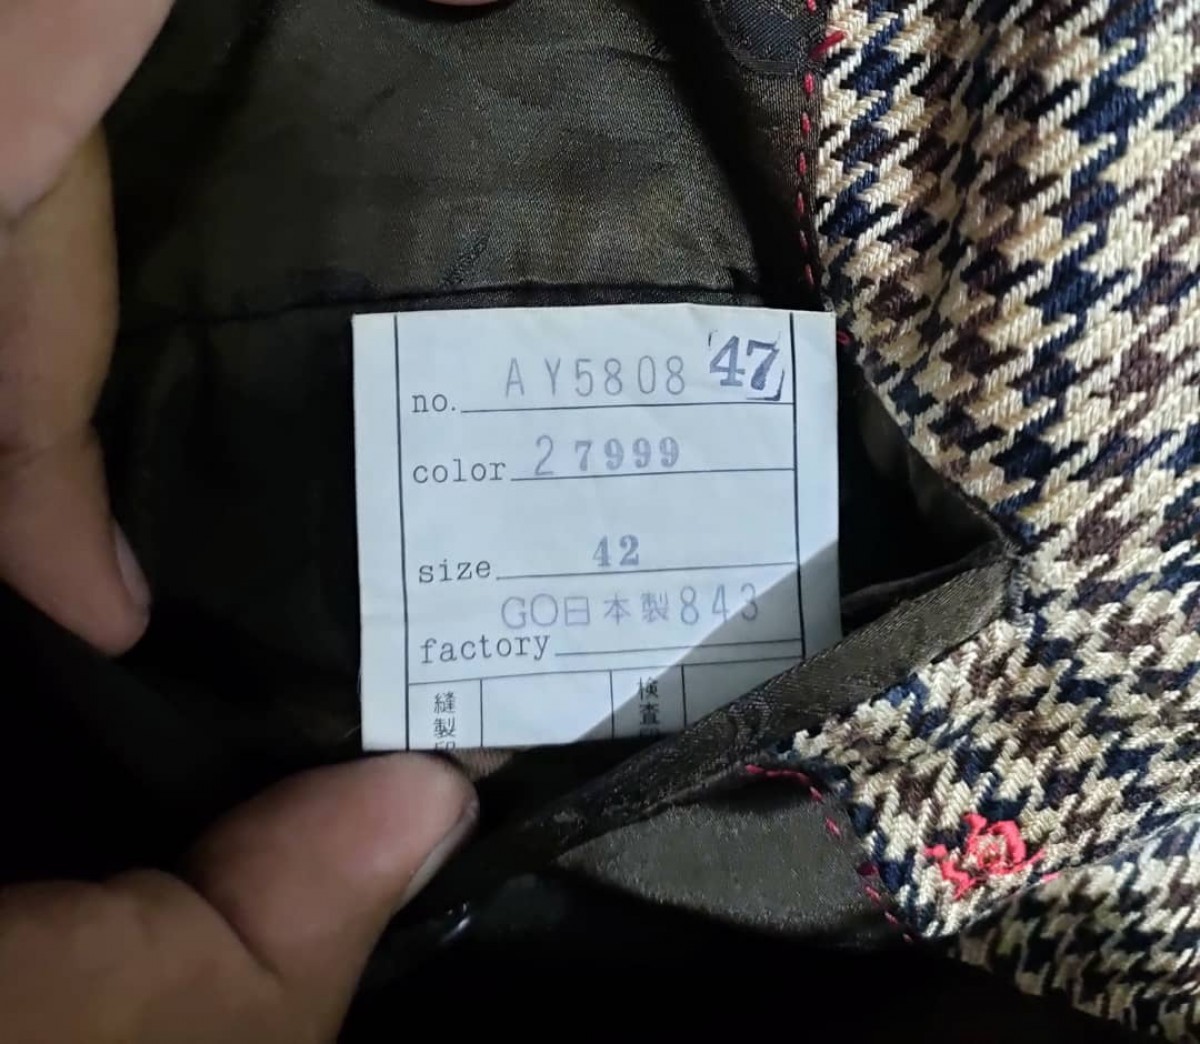 no. AY5808 '47
color 27999
size 42
GO日本製843
factory
縫製印 検査